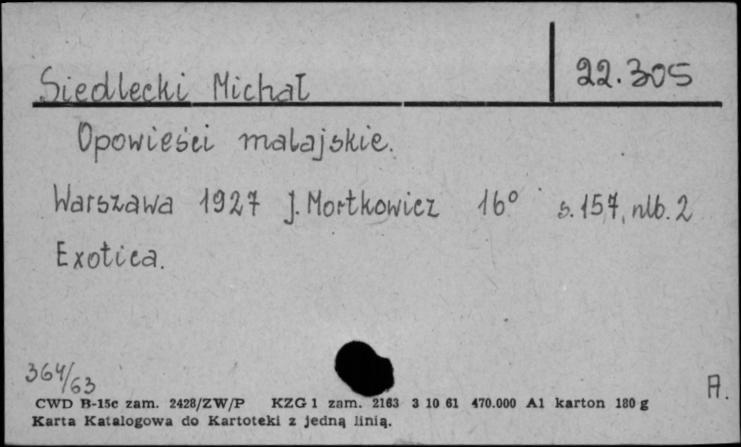 Siedlecki Michał 22.305
Opowieści malajskie.
Warszawa 1927 J. Mortkowicz 16° s. 157, nlb. 2
Exotica.
364/63
A.
CWD B-15c zam. 2428/ZW/P KZG 1 zam. 2163 3 10 61 470.000 A1 karton 180 g
Karta Katalogowa do Kartoteki z jedną linią.